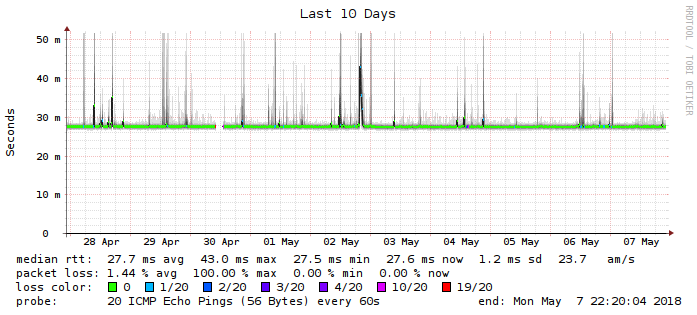 Last 10 Days
RRDTOOL / TOBI OETIKER
Seconds
50 m
40 m
30 m
20 m
10 m
0
28 Apr 29 Apr 30 Apr 01 May 02 May 03 May 04 May 05 May 06 May 07 May
median rtt: 27.7 ms avg 43.0 ms max 27.5 ms min 27.6 ms now 1.2 ms sd 23.7 am/s
packet loss: 1.44 % avg 100.00 % max 0.00 % min 0.00 % now
loss color: 0 1/20 2/20 3/20 4/20 10/20 19/20
probe: 20 ICMP Echo Pings (56 Bytes) every 60s end: Mon May 7 22:20:04 2018